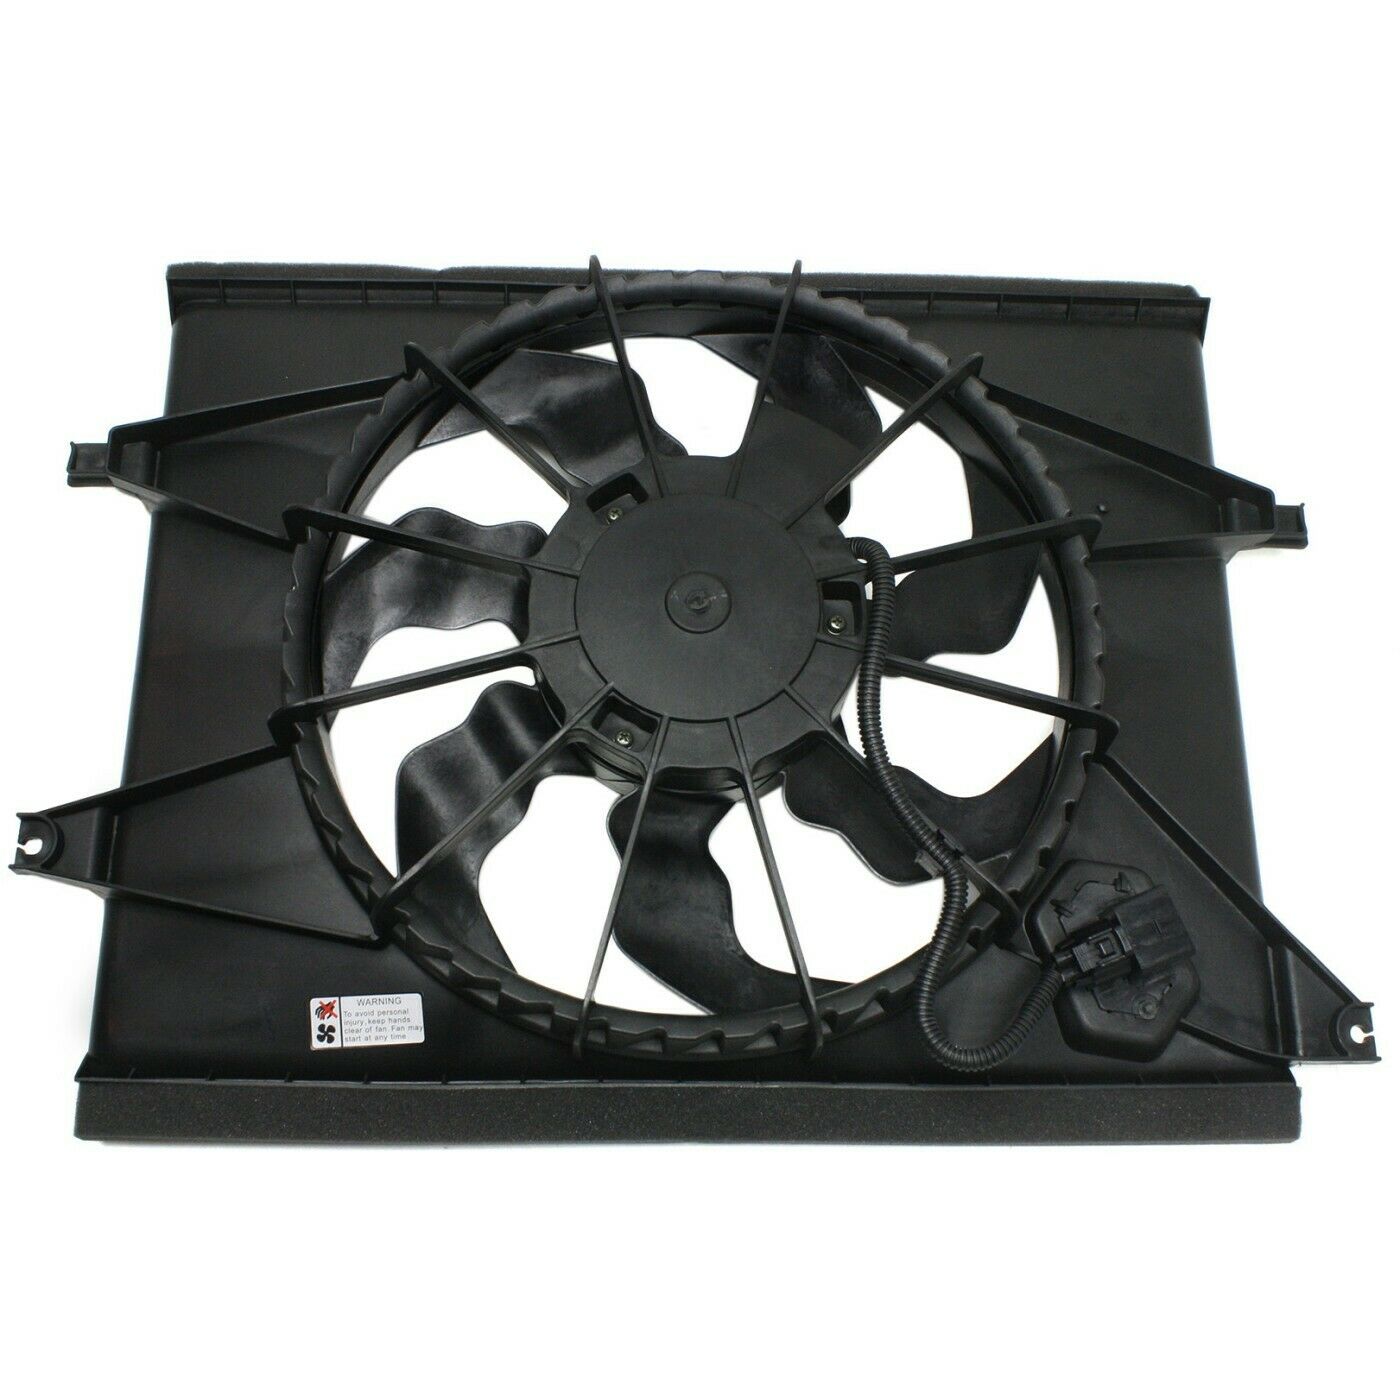 WARNING
To avoid personal
injury,keep hands
clear of fan. Fan may
start at any time